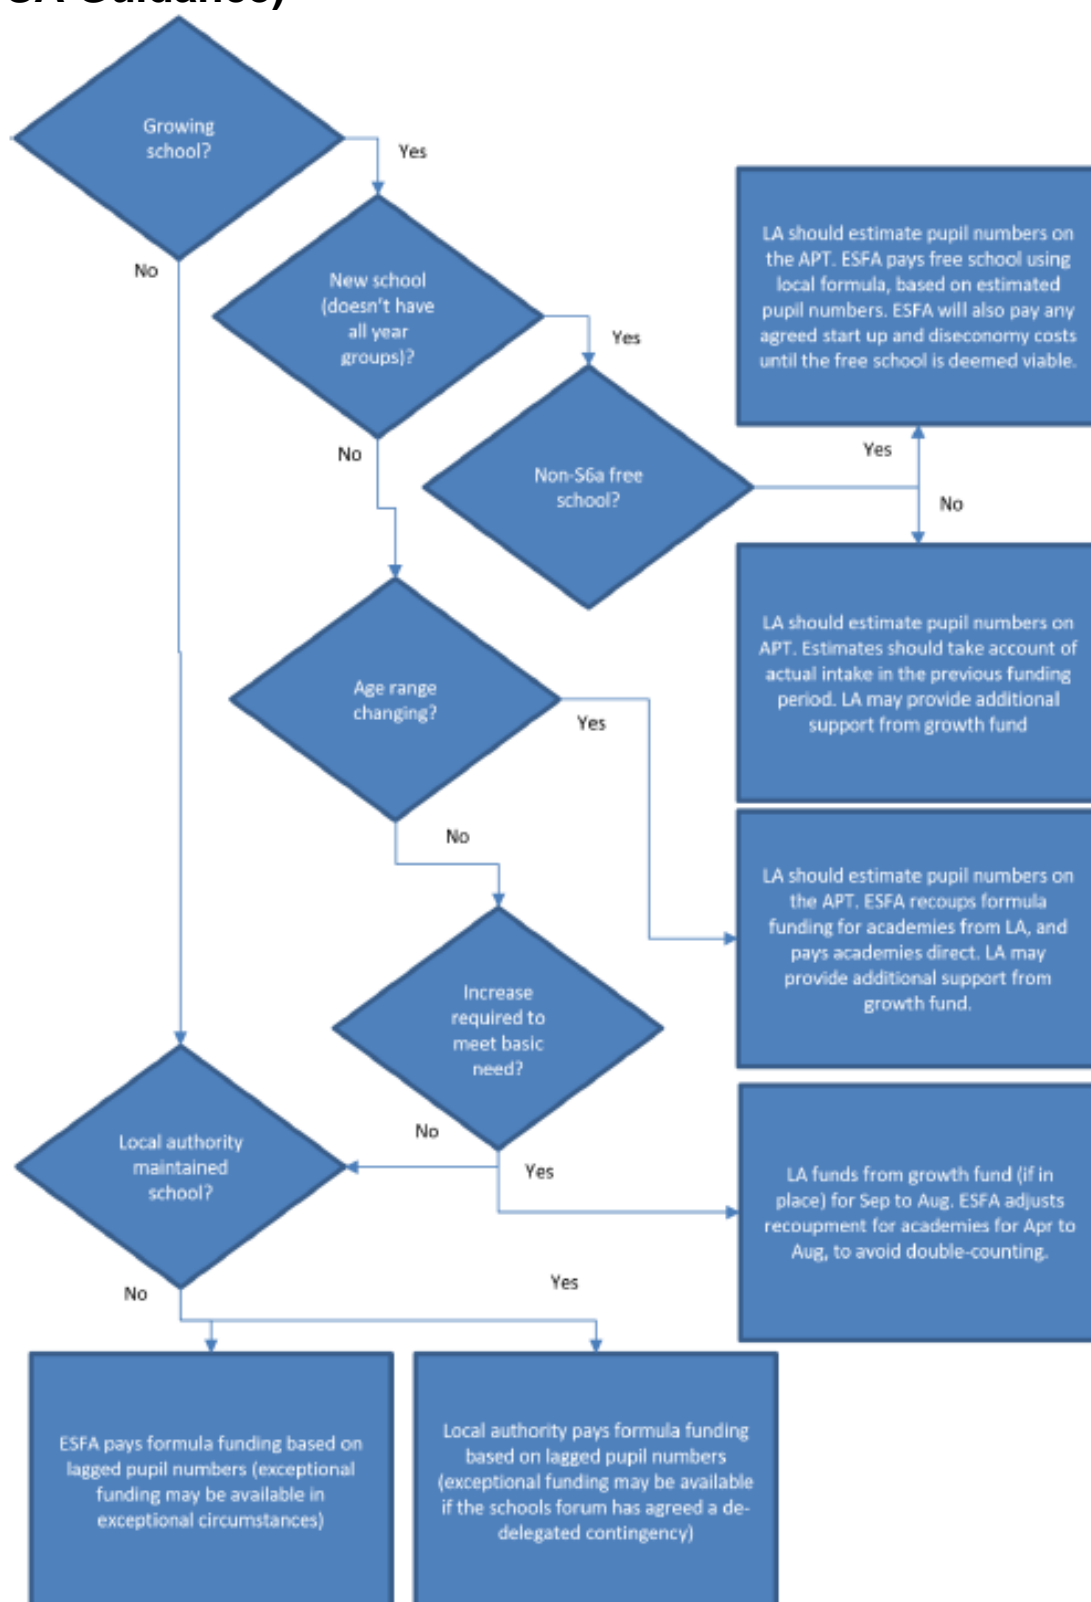 Growing
school?
Yes
No
New school
(doesn't have
all year
groups)?
Yes
No
Non-S6a free
school?
Yes
No
LA should estimate pupil numbers on
the APT. ESFA pays free school using
local formula, based on estimated
pupil numbers. ESFA will also pay any
agreed start up and diseconomy costs
until the free school is deemed viable.
LA should estimate pupil numbers on
APT. Estimates should take account of
actual intake in the previous funding
period. LA may provide additional
support from growth fund
Age range
changing?
Yes
No
LA should estimate pupil numbers on
the APT. ESFA recoups formula
funding for academies from LA, and
pays academies direct. LA may
provide additional support from
growth fund.
Increase
required to
meet basic
need?
No
Yes
LA funds from growth fund (if in
place) for Sep to Aug. ESFA adjusts
recoupment for academies for Apr to
Aug, to avoid double-counting.
Local authority
maintained
school?
No
Yes
ESFA pays formula funding based on
lagged pupil numbers (exceptional
funding may be available in
exceptional circumstances)
Local authority pays formula funding
based on lagged pupil numbers
(exceptional funding may be available
if the schools forum has agreed a de-
delegated contingency)